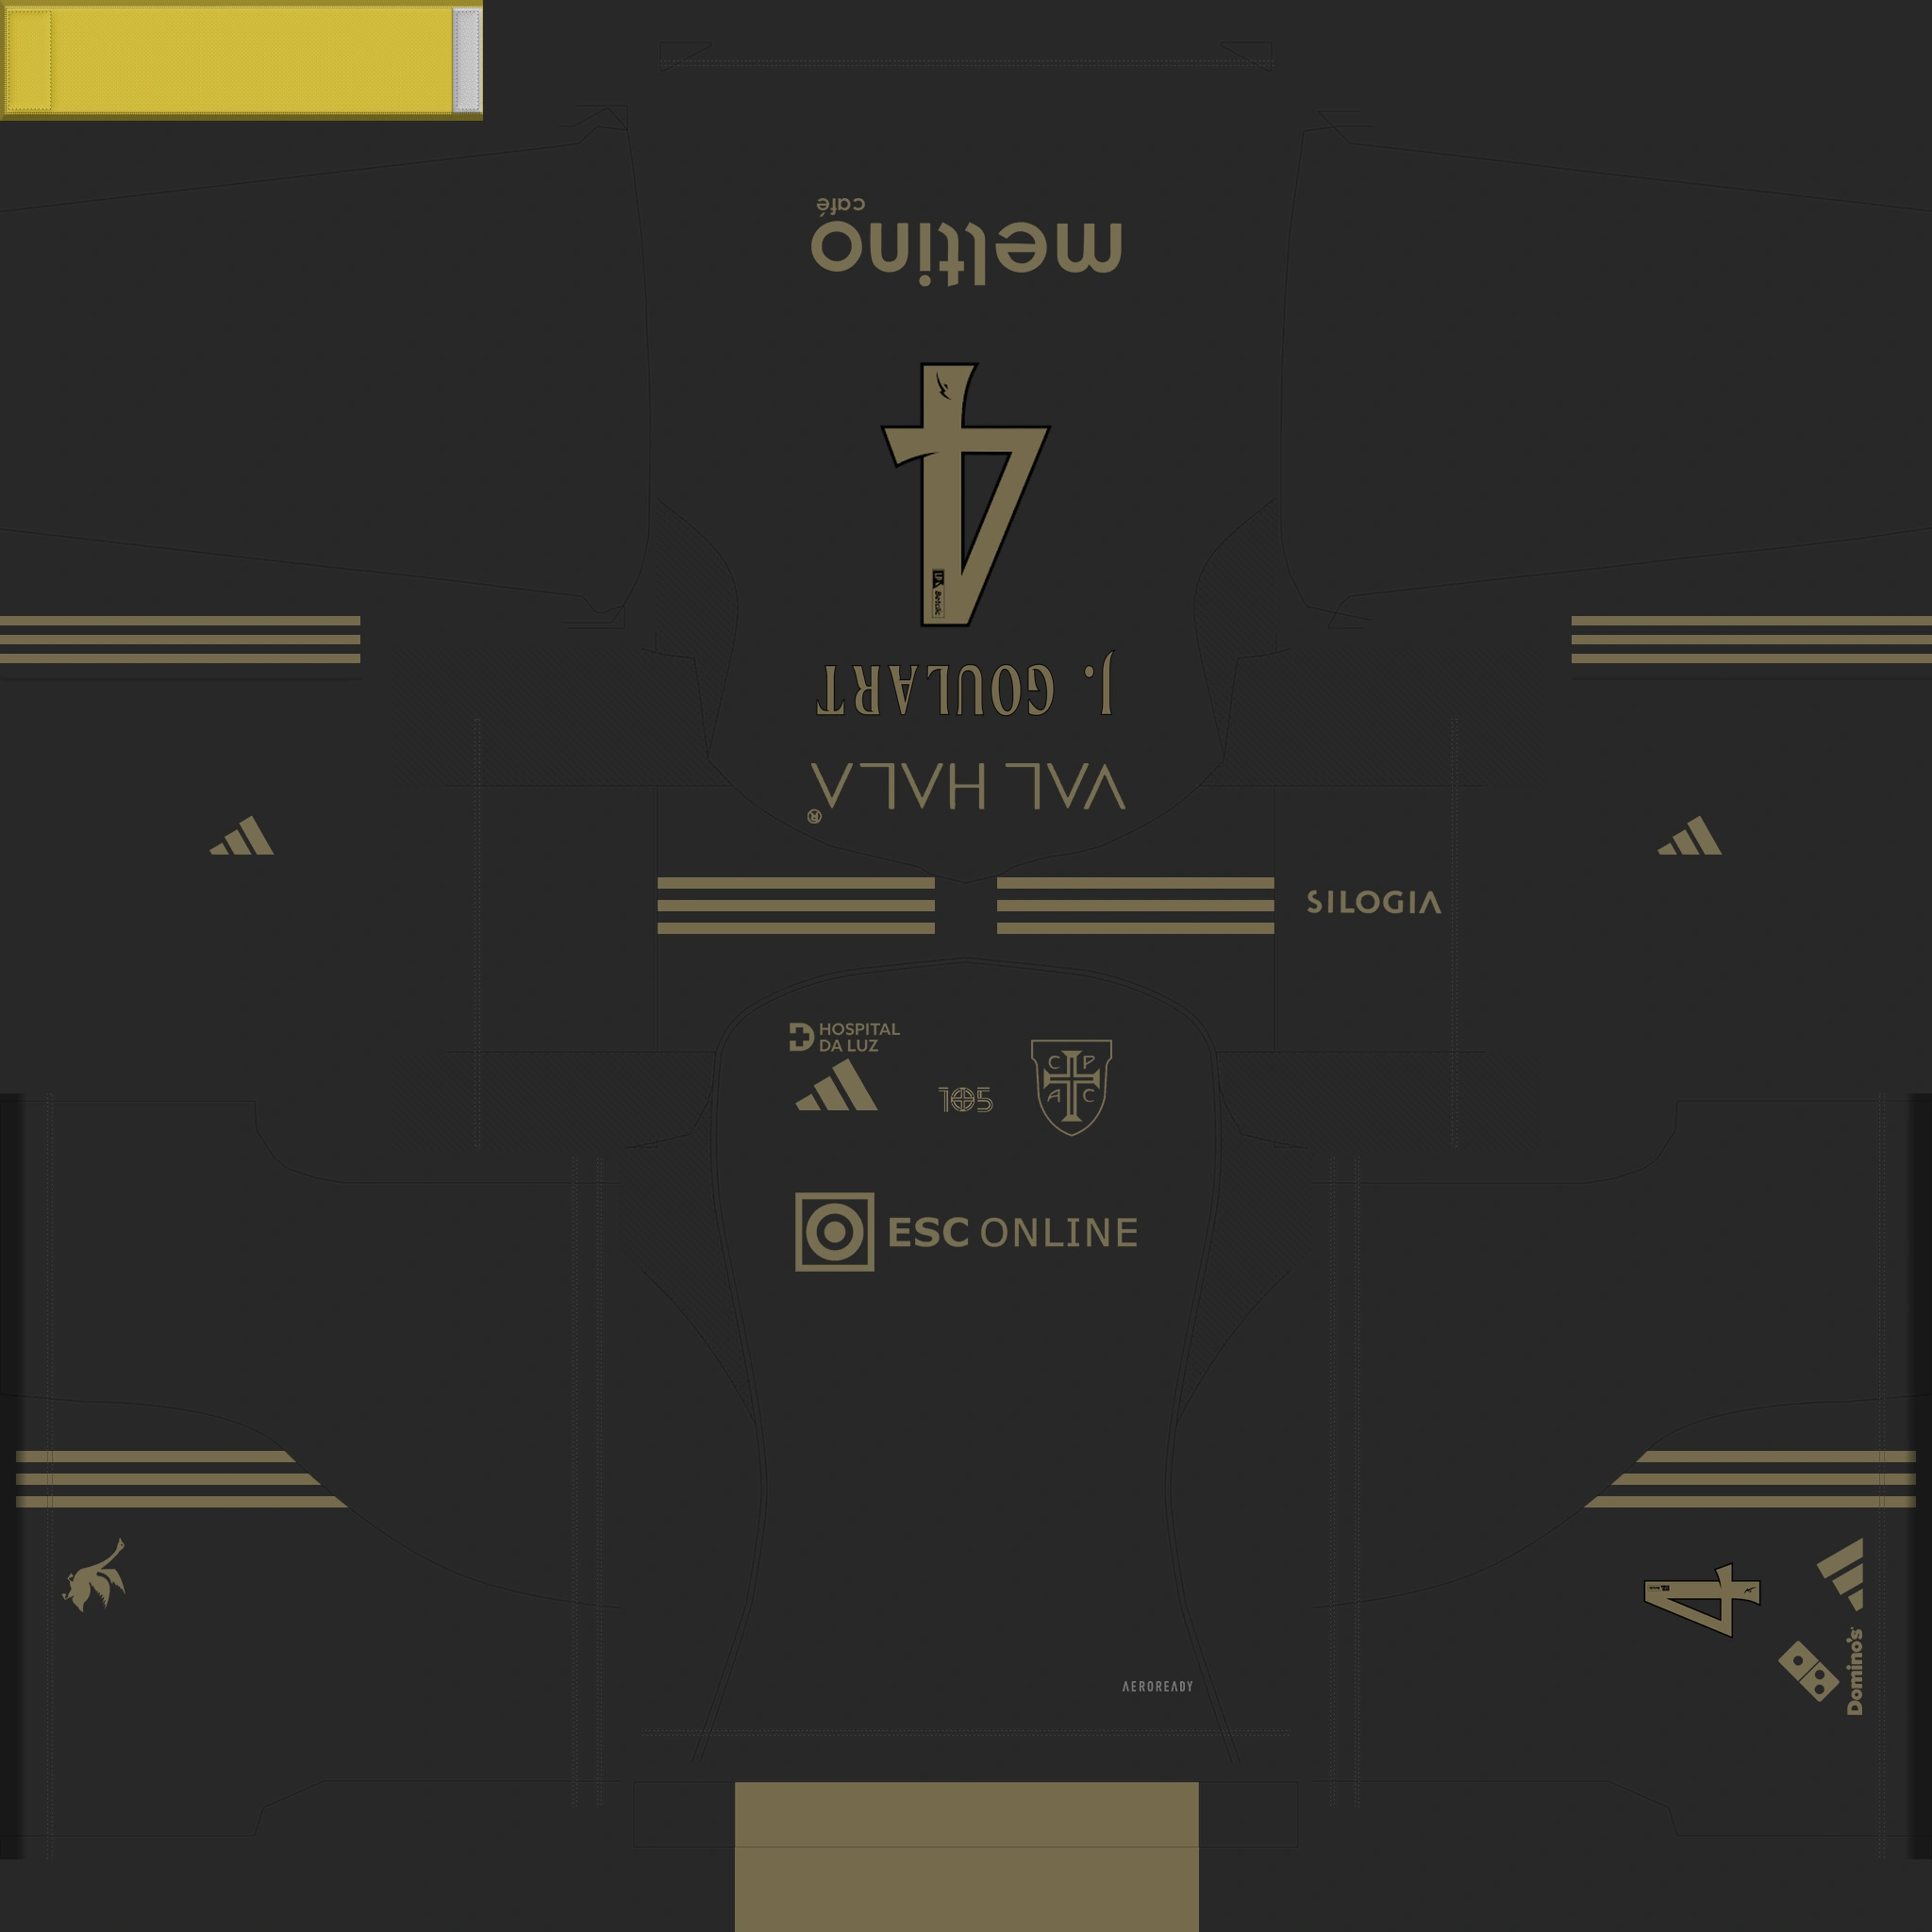 café
meltino
4
J. GOULART
VALHALA®
SILOGIA
HOSPITAL
DA LUZ
105
C P
A C
ESC ONLINE
4
Domino's
AEROREADY